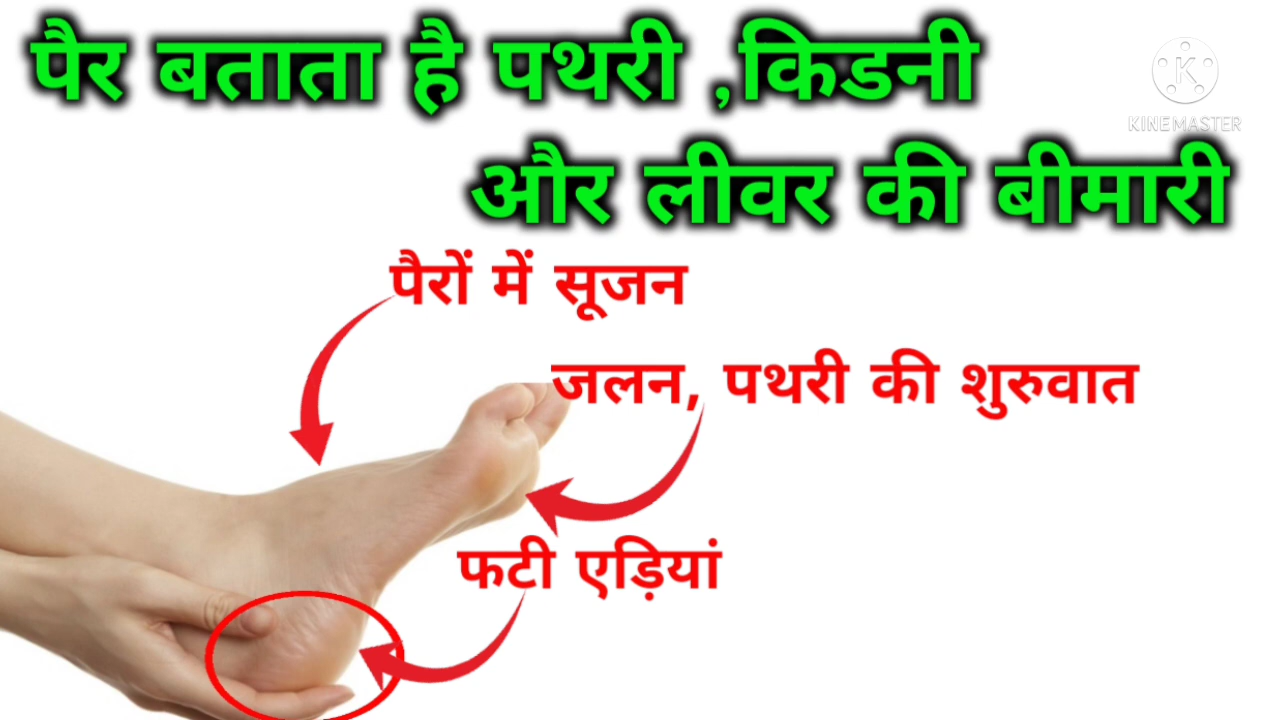 पैर बताता है पथरी ,किडनी
और लीवर की बीमारी
पैरों में सूजन
जलन, पथरी की शुरुवात
फटी एड़ियां
K
KINEMASTER